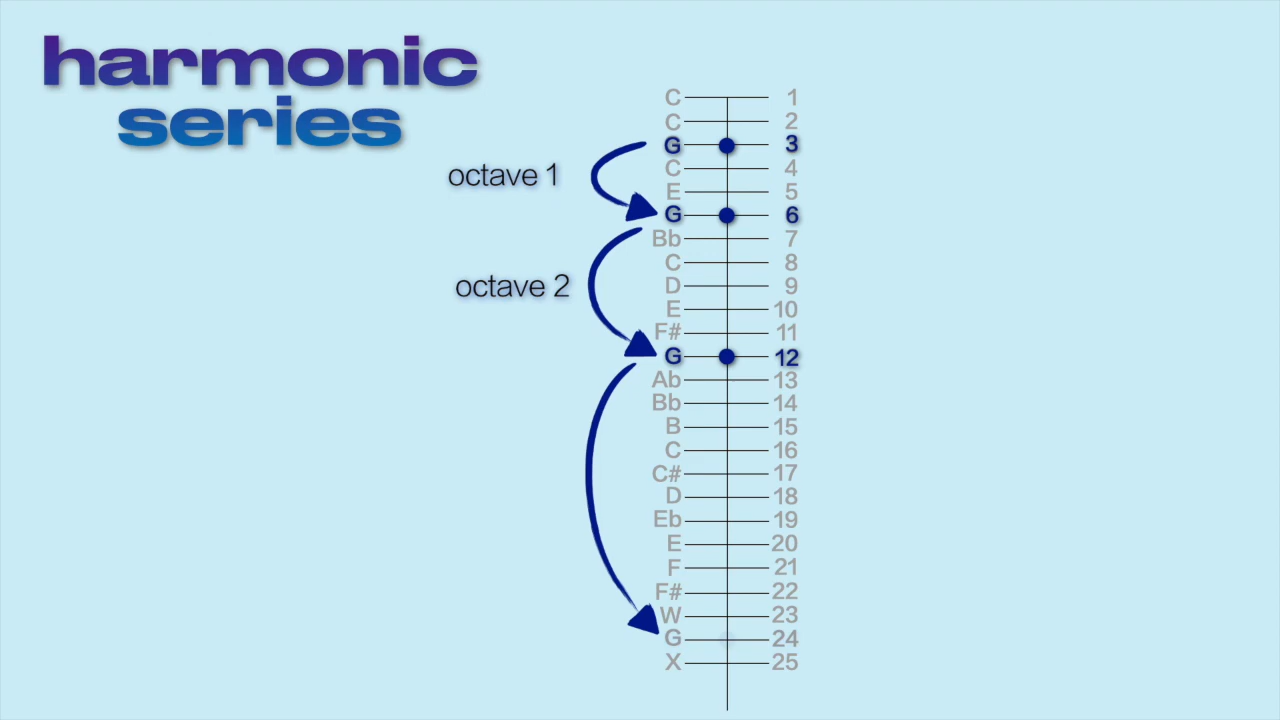 harmonic
series
C 1
C 2
G 3
C 4
octave 1
E 5
G 6
Bb 7
C 8
octave 2
D 9
E 10
F# 11
G 12
Ab 13
Bb 14
B 15
C 16
C# 17
D 18
Eb 19
E 20
F 21
F# 22
W 23
G 24
X 25